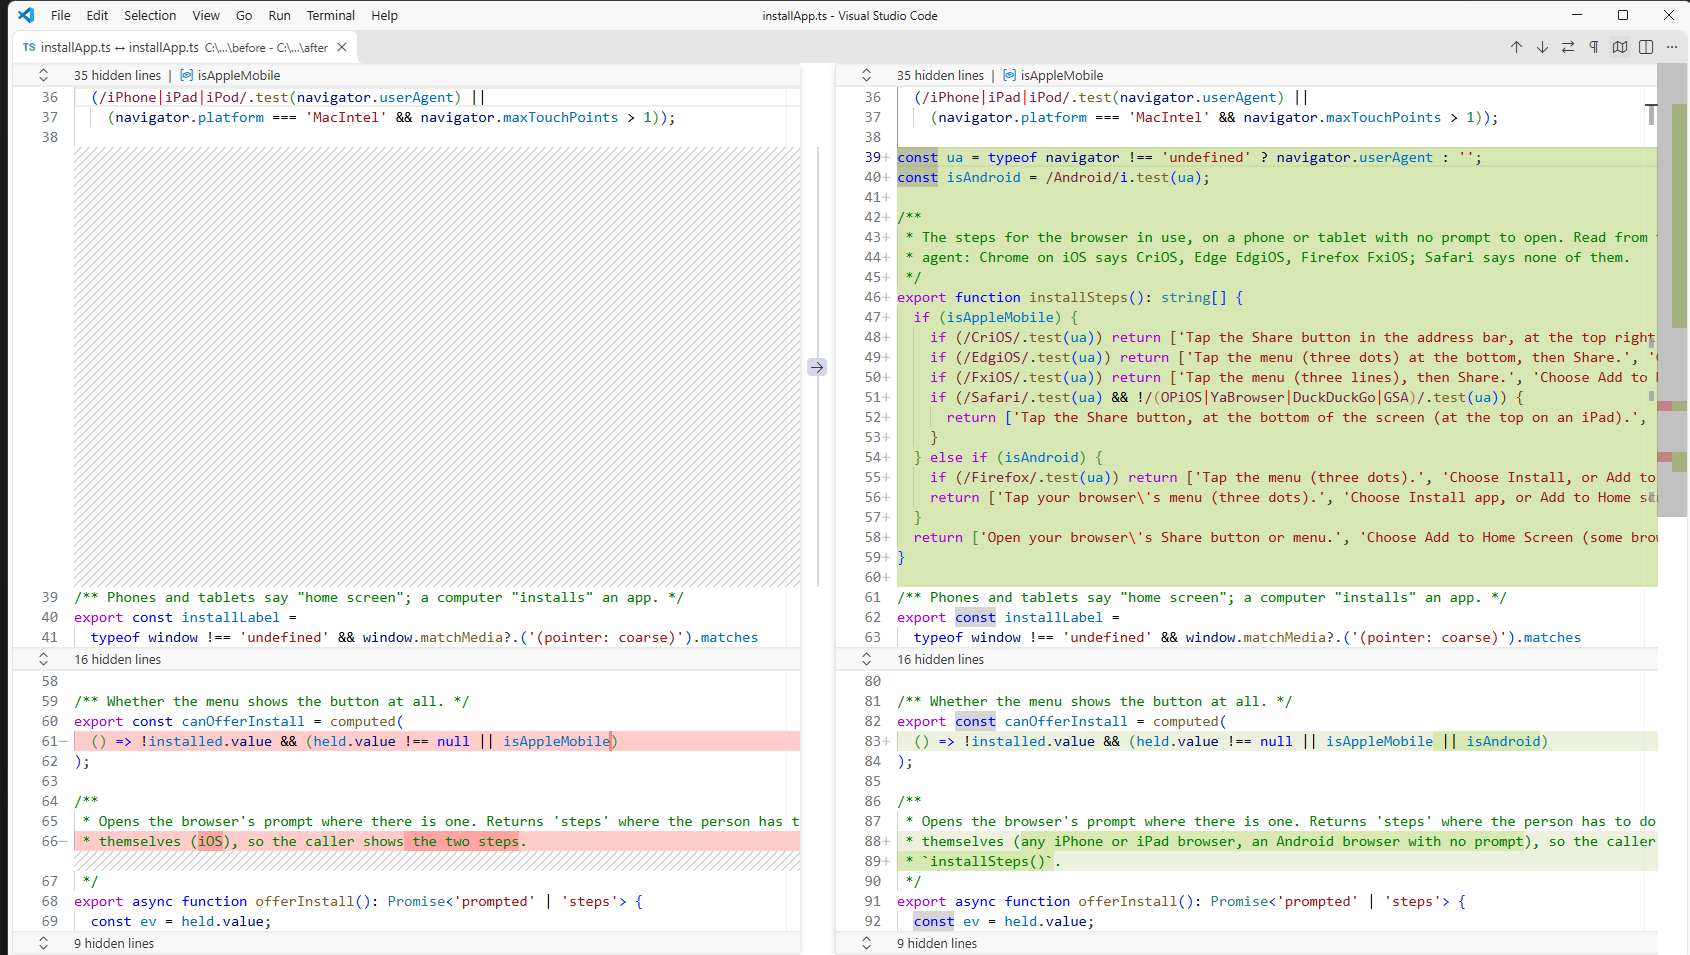 File Edit Selection View Go Run Terminal Help
installApp.ts - Visual Studio Code
TS installApp.ts ↔ installApp.ts C:\...\before - C:\...\after
35 hidden lines | isAppleMobile
36 (/iPhone|iPad|iPod/.test(navigator.userAgent) ||
37 (navigator.platform === 'MacIntel' && navigator.maxTouchPoints > 1));
38
39 /** Phones and tablets say "home screen"; a computer "installs" an app. */
40 export const installLabel =
41 typeof window !== 'undefined' && window.matchMedia?.('(pointer: coarse)').matches
16 hidden lines
58
59 /** Whether the menu shows the button at all. */
60 export const canOfferInstall = computed(
61− () => !installed.value && (held.value !== null || isAppleMobile)
62 );
63
64 /**
65 * Opens the browser's prompt where there is one. Returns 'steps' where the person has t
66− * themselves (iOS), so the caller shows the two steps.
67 */
68 export async function offerInstall(): Promise<'prompted' | 'steps'> {
69 const ev = held.value;
9 hidden lines
35 hidden lines | isAppleMobile
36 (/iPhone|iPad|iPod/.test(navigator.userAgent) ||
37 (navigator.platform === 'MacIntel' && navigator.maxTouchPoints > 1));
38
39+ const ua = typeof navigator !== 'undefined' ? navigator.userAgent : '';
40+ const isAndroid = /Android/i.test(ua);
41+
42+ /**
43+ * The steps for the browser in use, on a phone or tablet with no prompt to open. Read from
44+ * agent: Chrome on iOS says CriOS, Edge EdgiOS, Firefox FxiOS; Safari says none of them.
45+ */
46+ export function installSteps(): string[] {
47+ if (isAppleMobile) {
48+ if (/CriOS/.test(ua)) return ['Tap the Share button in the address bar, at the top right
49+ if (/EdgiOS/.test(ua)) return ['Tap the menu (three dots) at the bottom, then Share.', '
50+ if (/FxiOS/.test(ua)) return ['Tap the menu (three lines), then Share.', 'Choose Add to
51+ if (/Safari/.test(ua) && !/(OPiOS|YaBrowser|DuckDuckGo|GSA)/.test(ua)) {
52+ return ['Tap the Share button, at the bottom of the screen (at the top on an iPad).',
53+ }
54+ } else if (isAndroid) {
55+ if (/Firefox/.test(ua)) return ['Tap the menu (three dots).', 'Choose Install, or Add to
56+ return ['Tap your browser\'s menu (three dots).', 'Choose Install app, or Add to Home
57+ }
58+ return ['Open your browser\'s Share button or menu.', 'Choose Add to Home Screen (some
59+ }
60+
61 /** Phones and tablets say "home screen"; a computer "installs" an app. */
62 export const installLabel =
63 typeof window !== 'undefined' && window.matchMedia?.('(pointer: coarse)').matches
16 hidden lines
80
81 /** Whether the menu shows the button at all. */
82 export const canOfferInstall = computed(
83+ () => !installed.value && (held.value !== null || isAppleMobile || isAndroid)
84 );
85
86 /**
87 * Opens the browser's prompt where there is one. Returns 'steps' where the person has to do
88+ * themselves (any iPhone or iPad browser, an Android browser with no prompt), so the caller
89+ * `installSteps()`.
90 */
91 export async function offerInstall(): Promise<'prompted' | 'steps'> {
92 const ev = held.value;
9 hidden lines